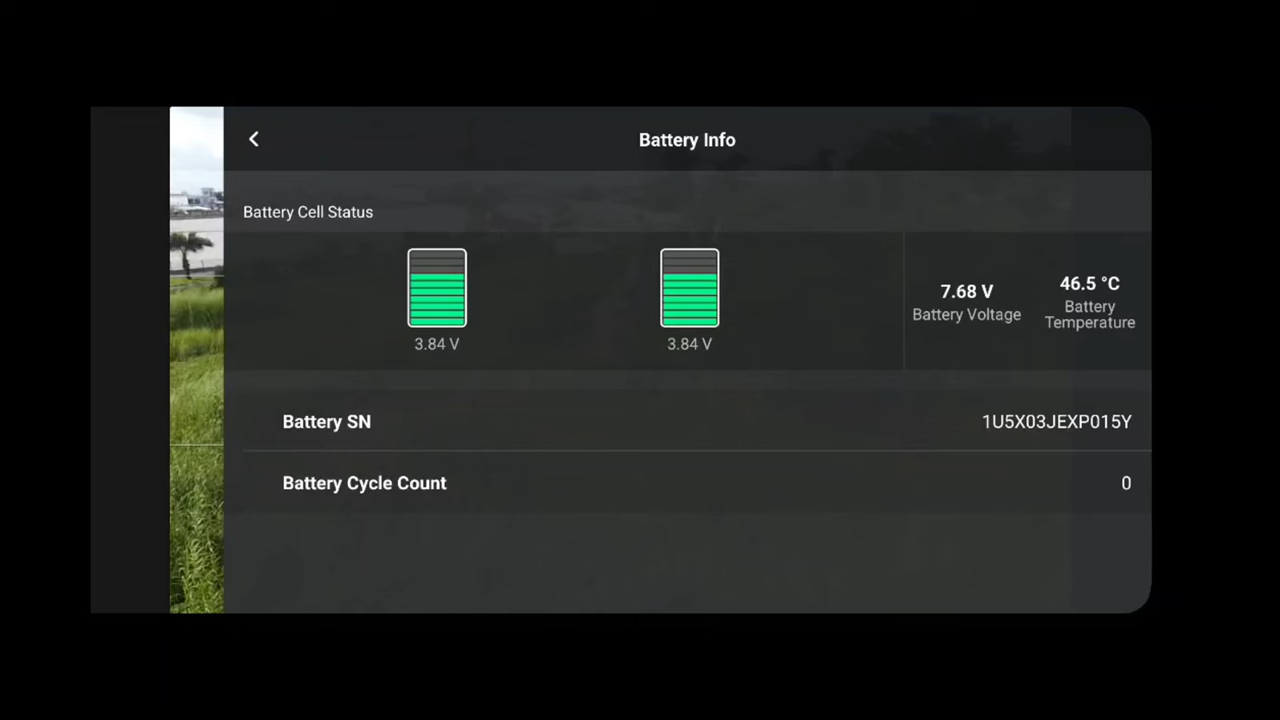 Battery Info
Battery Cell Status
3.84 V
3.84 V
7.68 V
Battery Voltage
46.5 °C
Battery
Temperature
Battery SN 1U5X03JEXP015Y
Battery Cycle Count 0